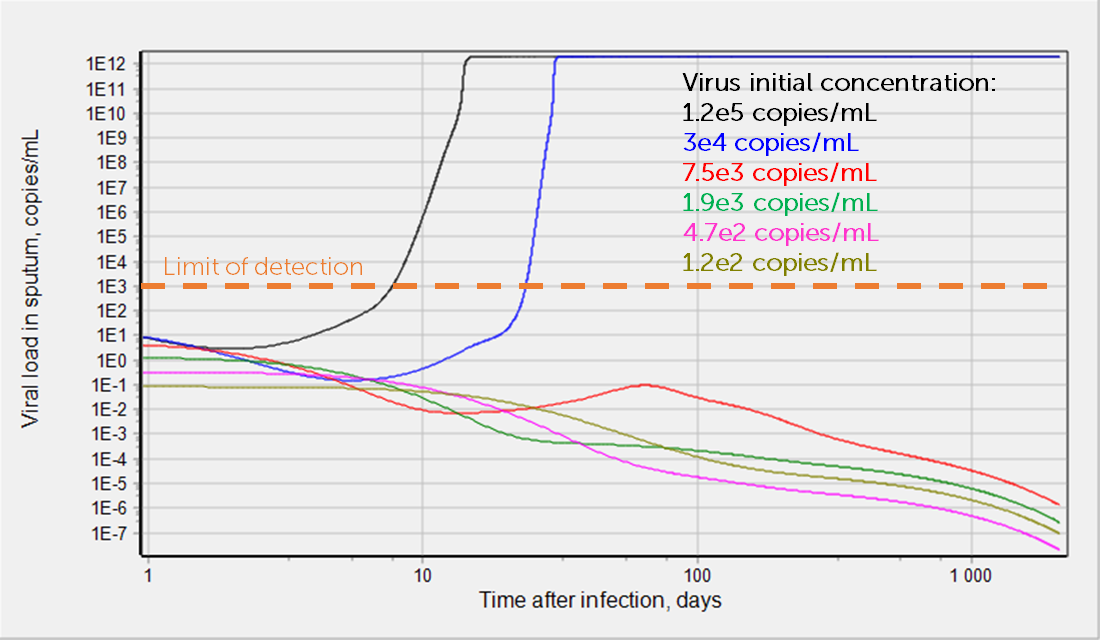 Viral load in sputum, copies/mL
1E12
1E11
1E10
1E9
1E8
1E7
1E6
1E5
1E4
1E3
1E2
1E1
1E0
1E-1
1E-2
1E-3
1E-4
1E-5
1E-6
1E-7
Virus initial concentration:
1.2e5 copies/mL
3e4 copies/mL
7.5e3 copies/mL
1.9e3 copies/mL
4.7e2 copies/mL
1.2e2 copies/mL
Limit of detection
1 10 100 1 000
Time after infection, days